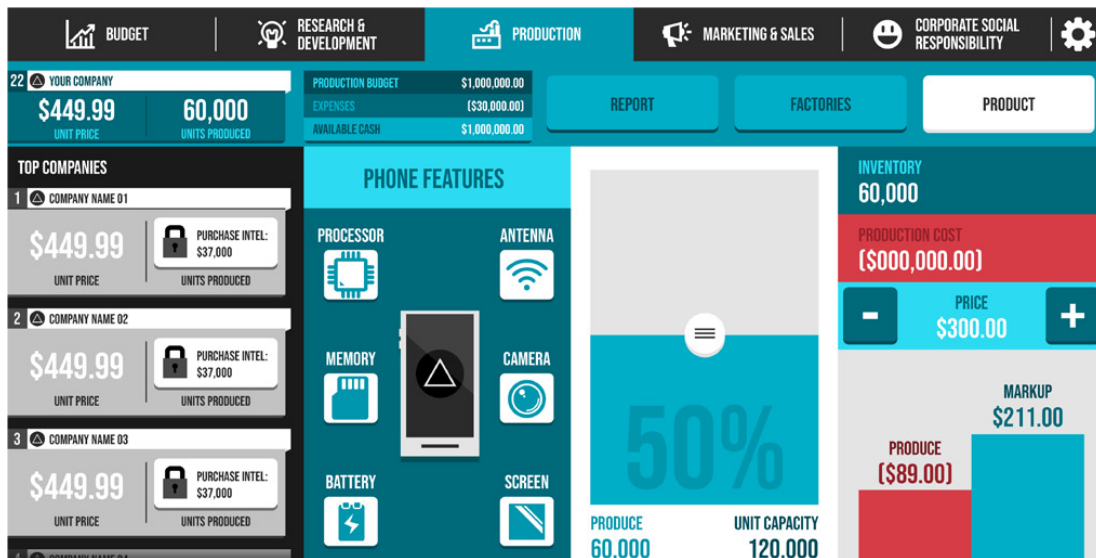 BUDGET
RESEARCH &
DEVELOPMENT
PRODUCTION
MARKETING & SALES
CORPORATE SOCIAL
RESPONSIBILITY
22 YOUR COMPANY
$449.99 60,000
UNIT PRICE UNITS PRODUCED
PRODUCTION BUDGET $1,000,000.00
EXPENSES ($30,000.00)
AVAILABLE CASH $1,000,000.00
REPORT
FACTORIES
PRODUCT
TOP COMPANIES
1 COMPANY NAME 01
$449.99
UNIT PRICE
PURCHASE INTEL:
$37,000
UNITS PRODUCED
2 COMPANY NAME 02
$449.99
UNIT PRICE
PURCHASE INTEL:
$37,000
UNITS PRODUCED
3 COMPANY NAME 03
$449.99
UNIT PRICE
PURCHASE INTEL:
$37,000
UNITS PRODUCED
4 COMPANY NAME 04
PHONE FEATURES
PROCESSOR ANTENNA
MEMORY CAMERA
BATTERY SCREEN
50%
PRODUCE UNIT CAPACITY
60,000 120,000
INVENTORY
60,000
PRODUCTION COST
($000,000.00)
- PRICE +
$300.00
MARKUP
$211.00
PRODUCE
($89.00)